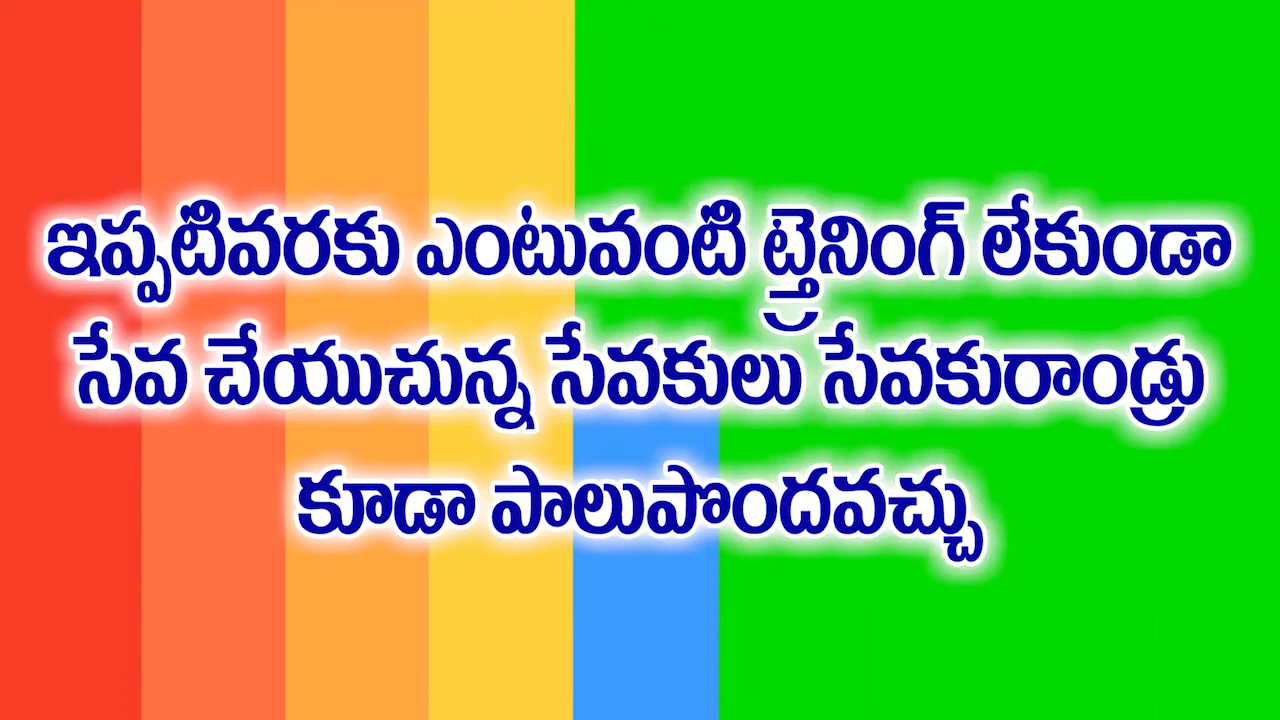 ఇప్పటివరకు ఎంటువంటి ట్రైనింగ్ లేకుండా
సేవ చేయుచున్న సేవకులు సేవకురాండ్రు
కూడా పాలుపొందవచ్చు